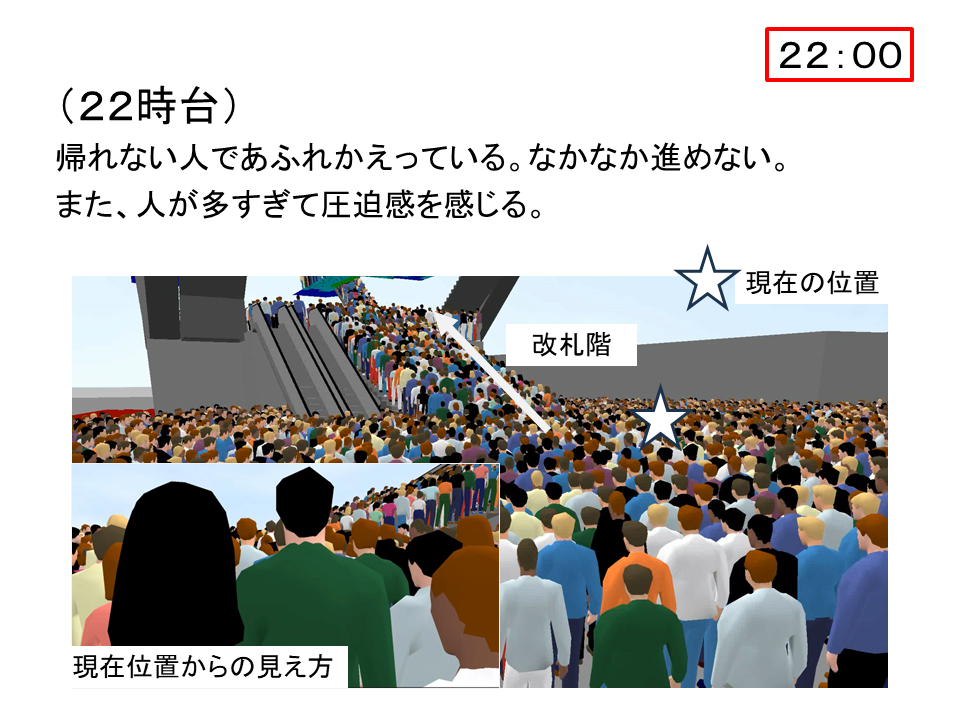 22:00
（22時台）
帰れない人であふれかえっている。なかなか進めない。
また、人が多すぎて圧迫感を感じる。
現在の位置
改札階
現在位置からの見え方